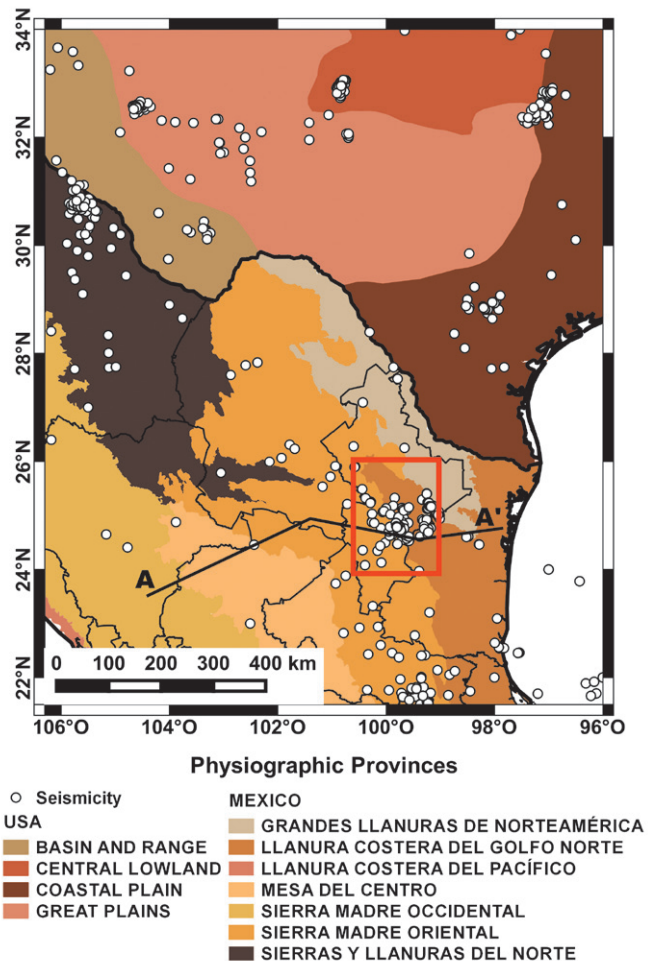 34°N
32°N
30°N
28°N
26°N
24°N
22°N
A
A'
0 100 200 300 400 km
106°O 104°O 102°O 100°O 98°O 96°O
Physiographic Provinces
Seismicity
USA
BASIN AND RANGE
CENTRAL LOWLAND
COASTAL PLAIN
GREAT PLAINS
MEXICO
GRANDES LLANURAS DE NORTEAMÉRICA
LLANURA COSTERA DEL GOLFO NORTE
LLANURA COSTERA DEL PACÍFICO
MESA DEL CENTRO
SIERRA MADRE OCCIDENTAL
SIERRA MADRE ORIENTAL
SIERRAS Y LLANURAS DEL NORTE